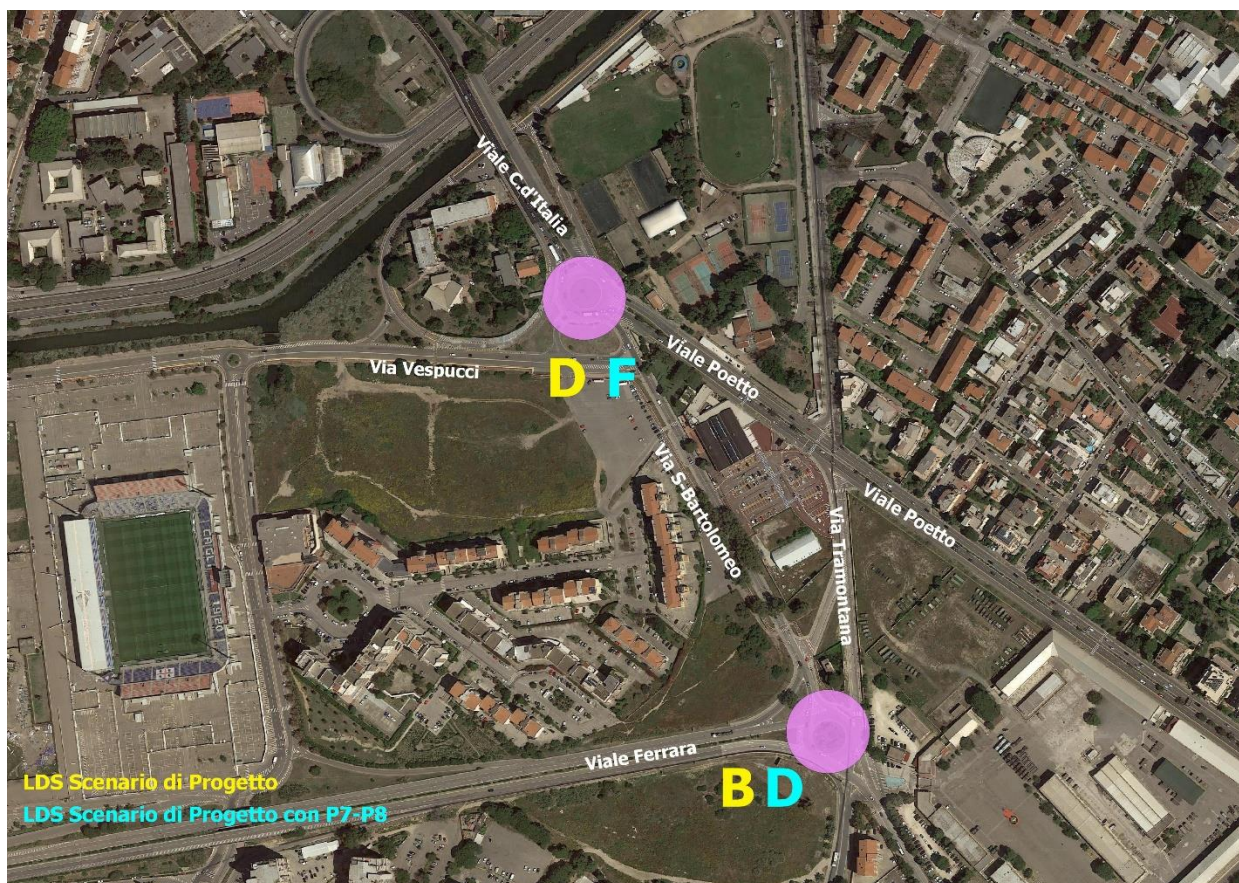 Viale C.d'Italia
Via Vespucci
Viale Poetto
D F
Via S-Bartolomeo
Viale Poetto
Via Tramontana
Viale Ferrara
B D
LDS Scenario di Progetto
LDS Scenario di Progetto con P7-P8